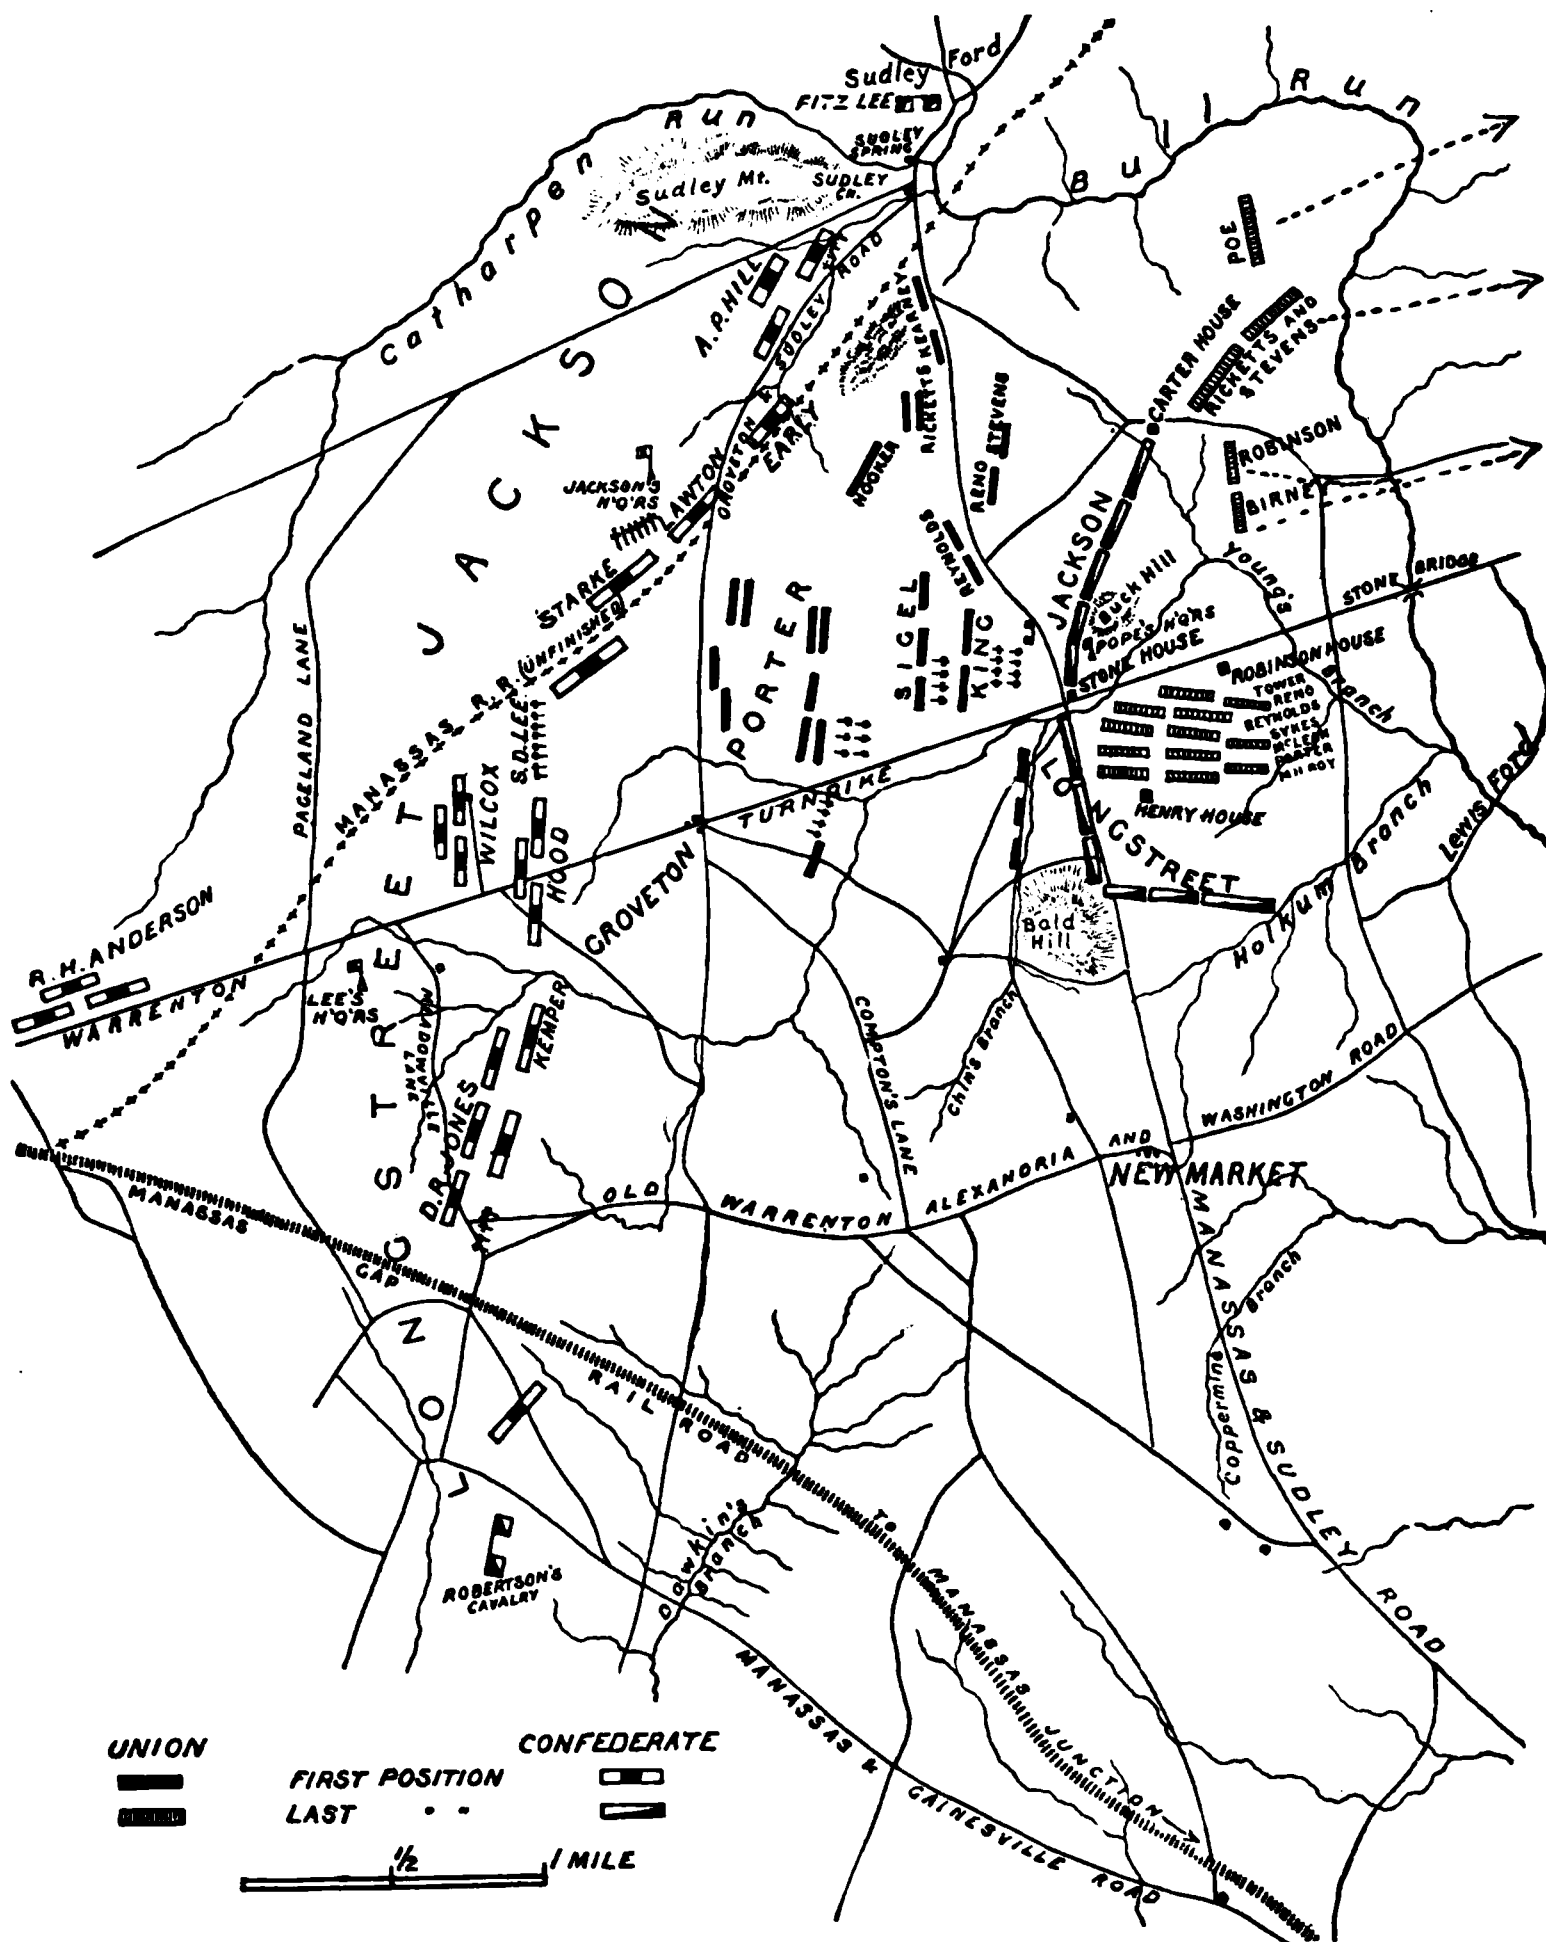 Sudley Ford
FITZ LEE
SUDLEY
SPRING
Catharpen Run
Sudley Mt.
SUDLEY
CH.
Bull Run
POE
JACKSON
A.P. HILL
GROVETON & SUDLEY ROAD
KEARNEY
RICKETTS
CARTER HOUSE
RICKETTS AND
STEVENS
STEVENS
RENO
HOOKER
EARLY
LAWTON
JACKSON'S
H'Q'RS
ROBINSON
BIRNEY
REYNOLDS
JACKSON
Buck Hill
Young's Branch
STONE BRIDGE
STARKE
MANASSAS R.R. (UNFINISHED)
PORTER
SIGEL
KING
POPE'S H'Q'RS
STONE HOUSE
ROBINSON HOUSE
TOWER
RENO
REYNOLDS
SYKES
McLEAN
PORTER
MILROY
PAGELAND LANE
S.D. LEE
WILCOX
HOOD
GROVETON
TURNPIKE
LONGSTREET
HENRY HOUSE
Lewis Ford
Holkum Branch
Bald
Hill
R.H. ANDERSON
WARRENTON
LEE'S
H'Q'RS
MEADOWVILLE
LANE
KEMPER
D.R. JONES
LONGSTREET
COMPTON'S LANE
Chin's Branch
OLD WARRENTON ALEXANDRIA AND WASHINGTON ROAD
NEW MARKET
MANASSAS & SUDLEY ROAD
Coppermine Branch
MANASSAS GAP RAIL ROAD
TO MANASSAS JUNCTION
Dawkin's
Branch
ROBERTSON'S
CAVALRY
MANASSAS & GAINESVILLE ROAD
UNION CONFEDERATE
FIRST POSITION
LAST " "
1/2 1 MILE